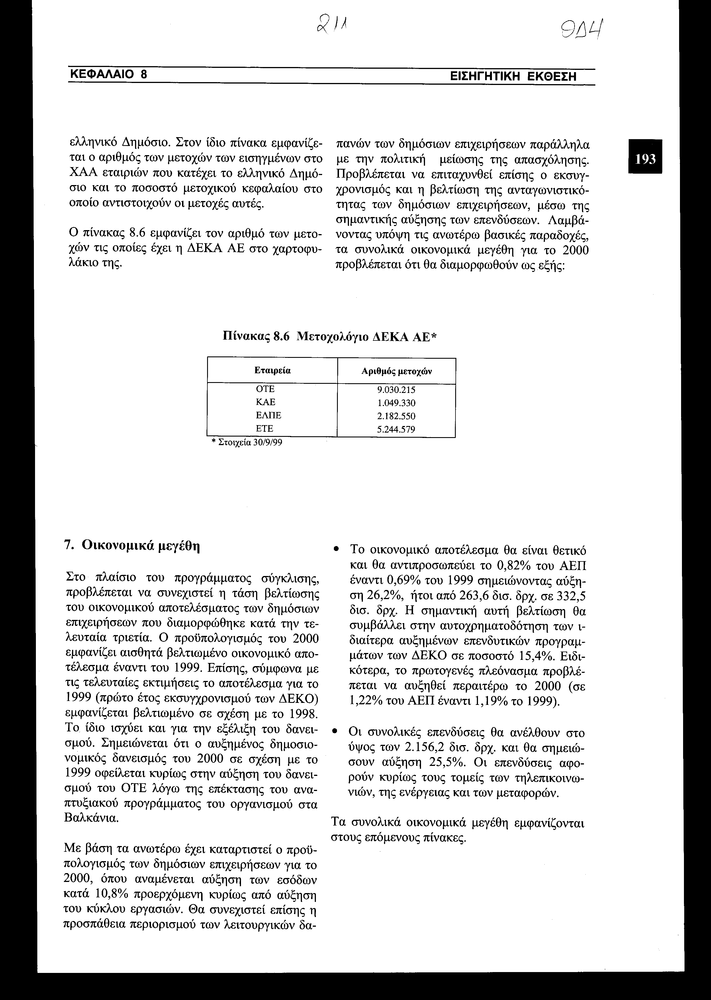 211
ΚΕΦΑΛΑΙΟ 8
ΕΙΣΗΓΗΤΙΚΗ ΕΚΘΕΣΗ
193
ελληνικό Δημόσιο. Στον ίδιο πίνακα εμφανίζε-
ται ο αριθμός των μετοχών των εισηγμένων στο
ΧΑΑ εταιριών που κατέχει το ελληνικό Δημό-
σιο και το ποσοστό μετοχικού κεφαλαίου στο
οποίο αντιστοιχούν οι μετοχές αυτές.
Ο πίνακας 8.6 εμφανίζει τον αριθμό των μετο-
χών τις οποίες έχει η ΔΕΚΑ ΑΕ στο χαρτοφυ-
λάκιο της.
πανών των δημόσιων επιχειρήσεων παράλληλα
με την πολιτική μείωσης της απασχόλησης.
Προβλέπεται να επιταχυνθεί επίσης ο εκσυγ-
χρονισμός και η βελτίωση της ανταγωνιστικό-
τητας των δημόσιων επιχειρήσεων, μέσω της
σημαντικής αύξησης των επενδύσεων. Λαμβά-
νοντας υπόψη τις ανωτέρω βασικές παραδοχές,
τα συνολικά οικονομικά μεγέθη για το 2000
προβλέπεται ότι θα διαμορφωθούν ως εξής:
Πίνακας 8.6 Μετοχολόγιο ΔΕΚΑ ΑΕ*
Εταιρεία Αριθμός μετοχών
ΟΤΕ 9.030.215
ΚΑΕ 1.049.330
ΕΛΠΕ 2.182.550
ΕΤΕ 5.244.579
* Στοιχεία 30/9/99
7. Οικονομικά μεγέθη
Στο πλαίσιο του προγράμματος σύγκλισης,
προβλέπεται να συνεχιστεί η τάση βελτίωσης
του οικονομικού αποτελέσματος των δημόσιων
επιχειρήσεων που διαμορφώθηκε κατά την τε-
λευταία τριετία. Ο προϋπολογισμός του 2000
εμφανίζει αισθητά βελτιωμένο οικονομικό απο-
τέλεσμα έναντι του 1999. Επίσης, σύμφωνα με
τις τελευταίες εκτιμήσεις το αποτέλεσμα για το
1999 (πρώτο έτος εκσυγχρονισμού των ΔΕΚΟ)
εμφανίζεται βελτιωμένο σε σχέση με το 1998.
Το ίδιο ισχύει και για την εξέλιξη του δανει-
σμού. Σημειώνεται ότι ο αυξημένος δημοσιο-
νομικός δανεισμός του 2000 σε σχέση με το
1999 οφείλεται κυρίως στην αύξηση του δανει-
σμού του ΟΤΕ λόγω της επέκτασης του ανα-
πτυξιακού προγράμματος του οργανισμού στα
Βαλκάνια.
Με βάση τα ανωτέρω έχει καταρτιστεί ο προϋ-
πολογισμός των δημόσιων επιχειρήσεων για το
2000, όπου αναμένεται αύξηση των εσόδων
κατά 10,8% προερχόμενη κυρίως από αύξηση
του κύκλου εργασιών. Θα συνεχιστεί επίσης η
προσπάθεια περιορισμού των λειτουργικών δα-
• Το οικονομικό αποτέλεσμα θα είναι θετικό
και θα αντιπροσωπεύει το 0,82% του ΑΕΠ
έναντι 0,69% του 1999 σημειώνοντας αύξη-
ση 26,2%, ήτοι από 263,6 δισ. δρχ. σε 332,5
δισ. δρχ. Η σημαντική αυτή βελτίωση θα
συμβάλλει στην αυτοχρηματοδότηση των ι-
διαίτερα αυξημένων επενδυτικών προγραμ-
μάτων των ΔΕΚΟ σε ποσοστό 15,4%. Ειδι-
κότερα, το πρωτογενές πλεόνασμα προβλέ-
πεται να αυξηθεί περαιτέρω το 2000 (σε
1,22% του ΑΕΠ έναντι 1,19% το 1999).
• Οι συνολικές επενδύσεις θα ανέλθουν στο
ύψος των 2.156,2 δισ. δρχ. και θα σημειώ-
σουν αύξηση 25,5%. Οι επενδύσεις αφο-
ρούν κυρίως τους τομείς των τηλεπικοινω-
νιών, της ενέργειας και των μεταφορών.
Τα συνολικά οικονομικά μεγέθη εμφανίζονται
στους επόμενους πίνακες.